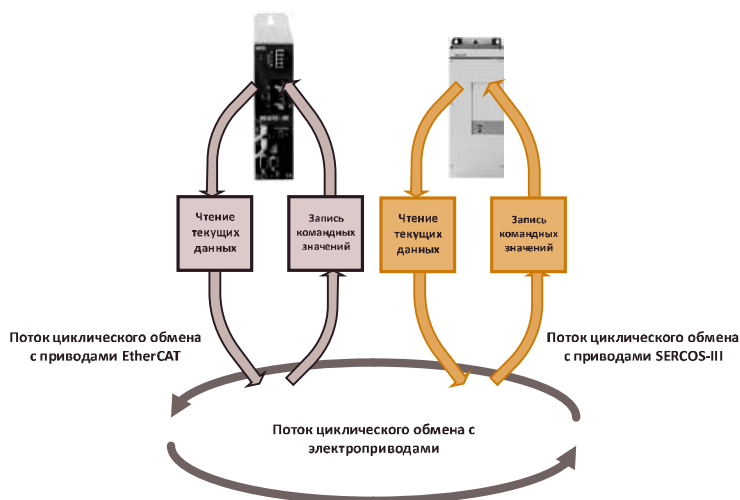 Чтение
текущих
данных
Запись
командных
значений
Чтение
текущих
данных
Запись
командных
значений
Поток циклического обмена
с приводами EtherCAT
Поток циклического обмена
с приводами SERCOS-III
Поток циклического обмена с
электроприводами